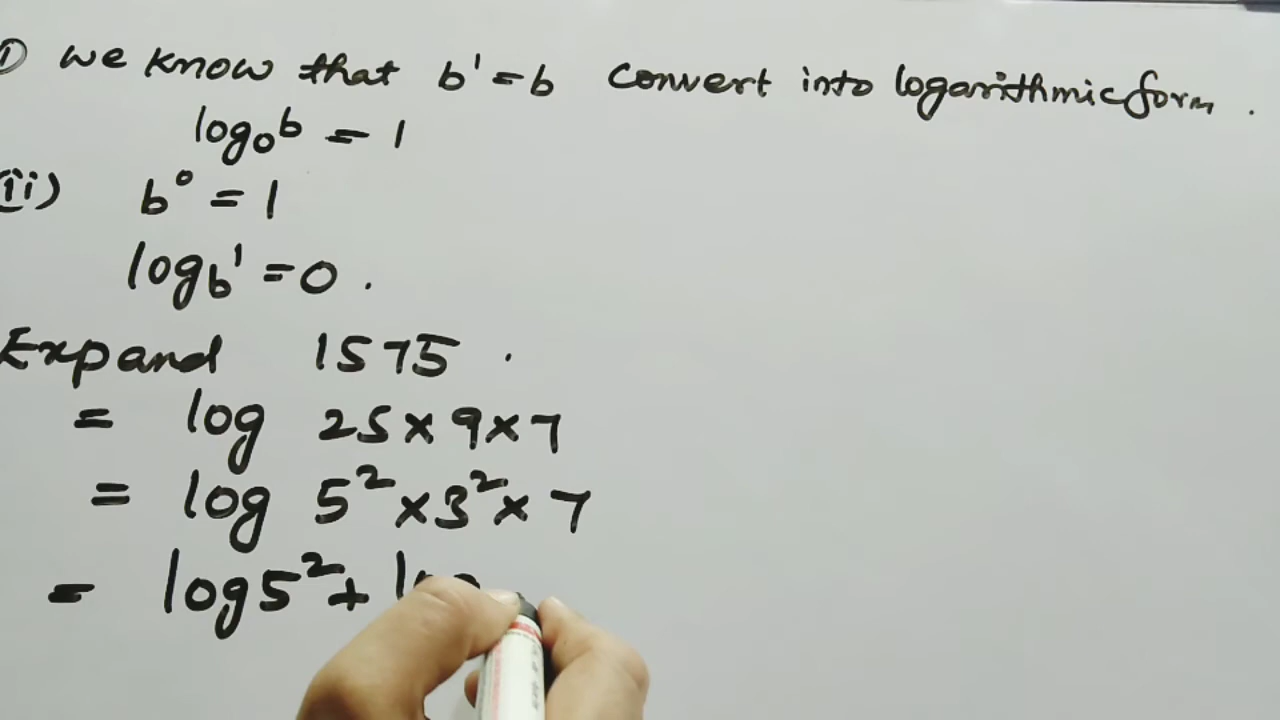 ① we know that b¹ = b convert into logarithmic form .
log₀b = 1
(ii) b⁰ = 1
log_b 1 = 0 .
Expand 1575 .
= log 25 × 9 × 7
= log 5² × 3² × 7
= log 5² +